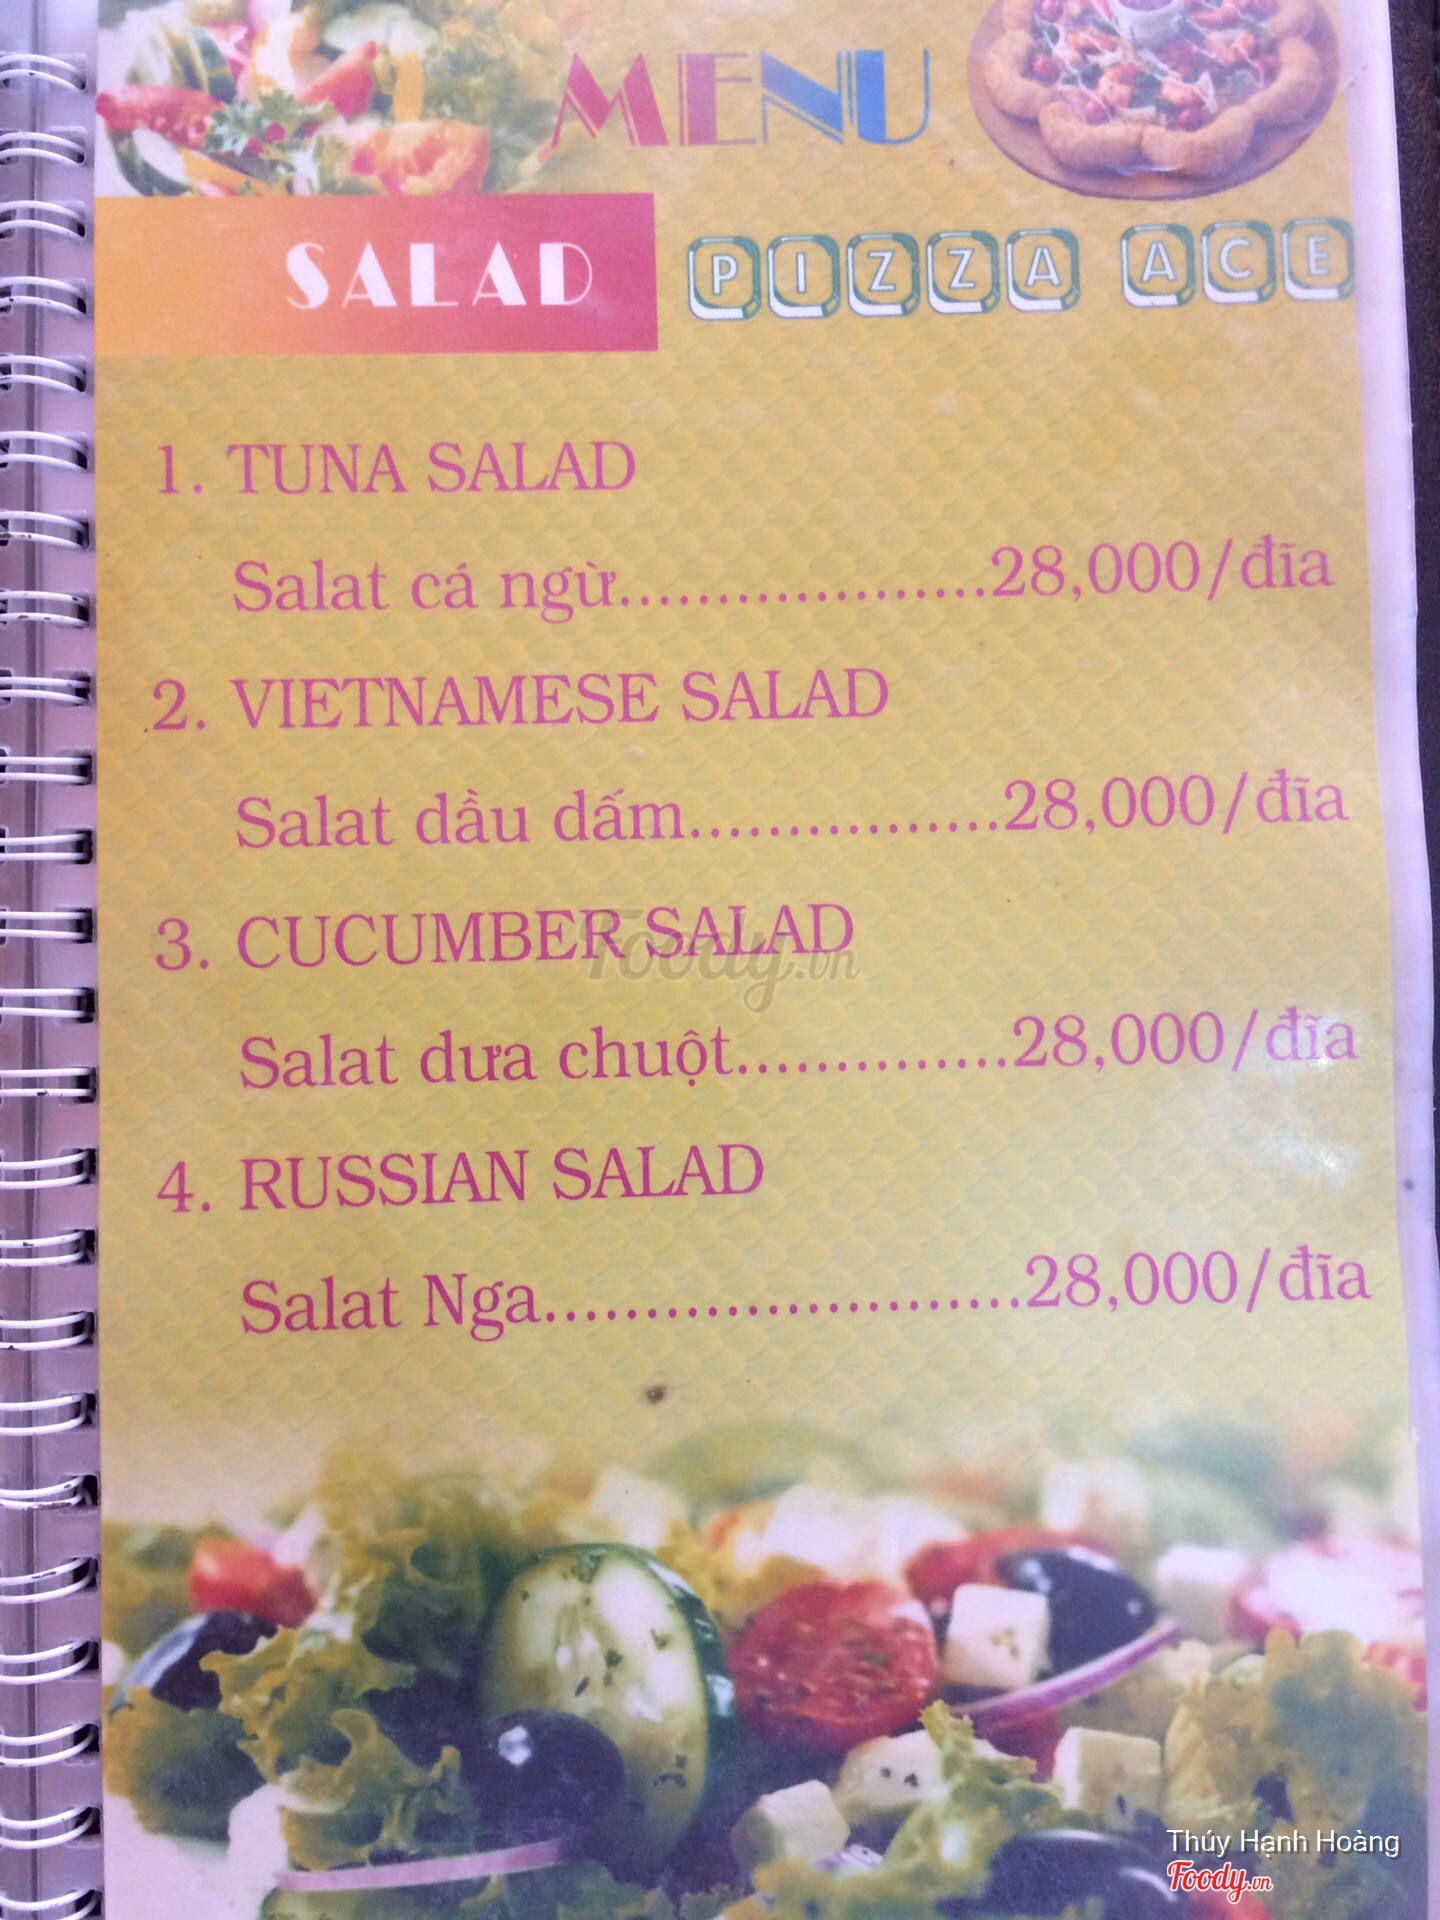 MENU
SALAD
PIZZA ACE
1. TUNA SALAD
Salat cá ngừ...................28,000/đĩa
2. VIETNAMESE SALAD
Salat dầu dấm................28,000/đĩa
3. CUCUMBER SALAD
Foody.vn
Salat dưa chuột..............28,000/đĩa
4. RUSSIAN SALAD
Salat Nga........................28,000/đĩa
Thúy Hạnh Hoàng
Foody.vn